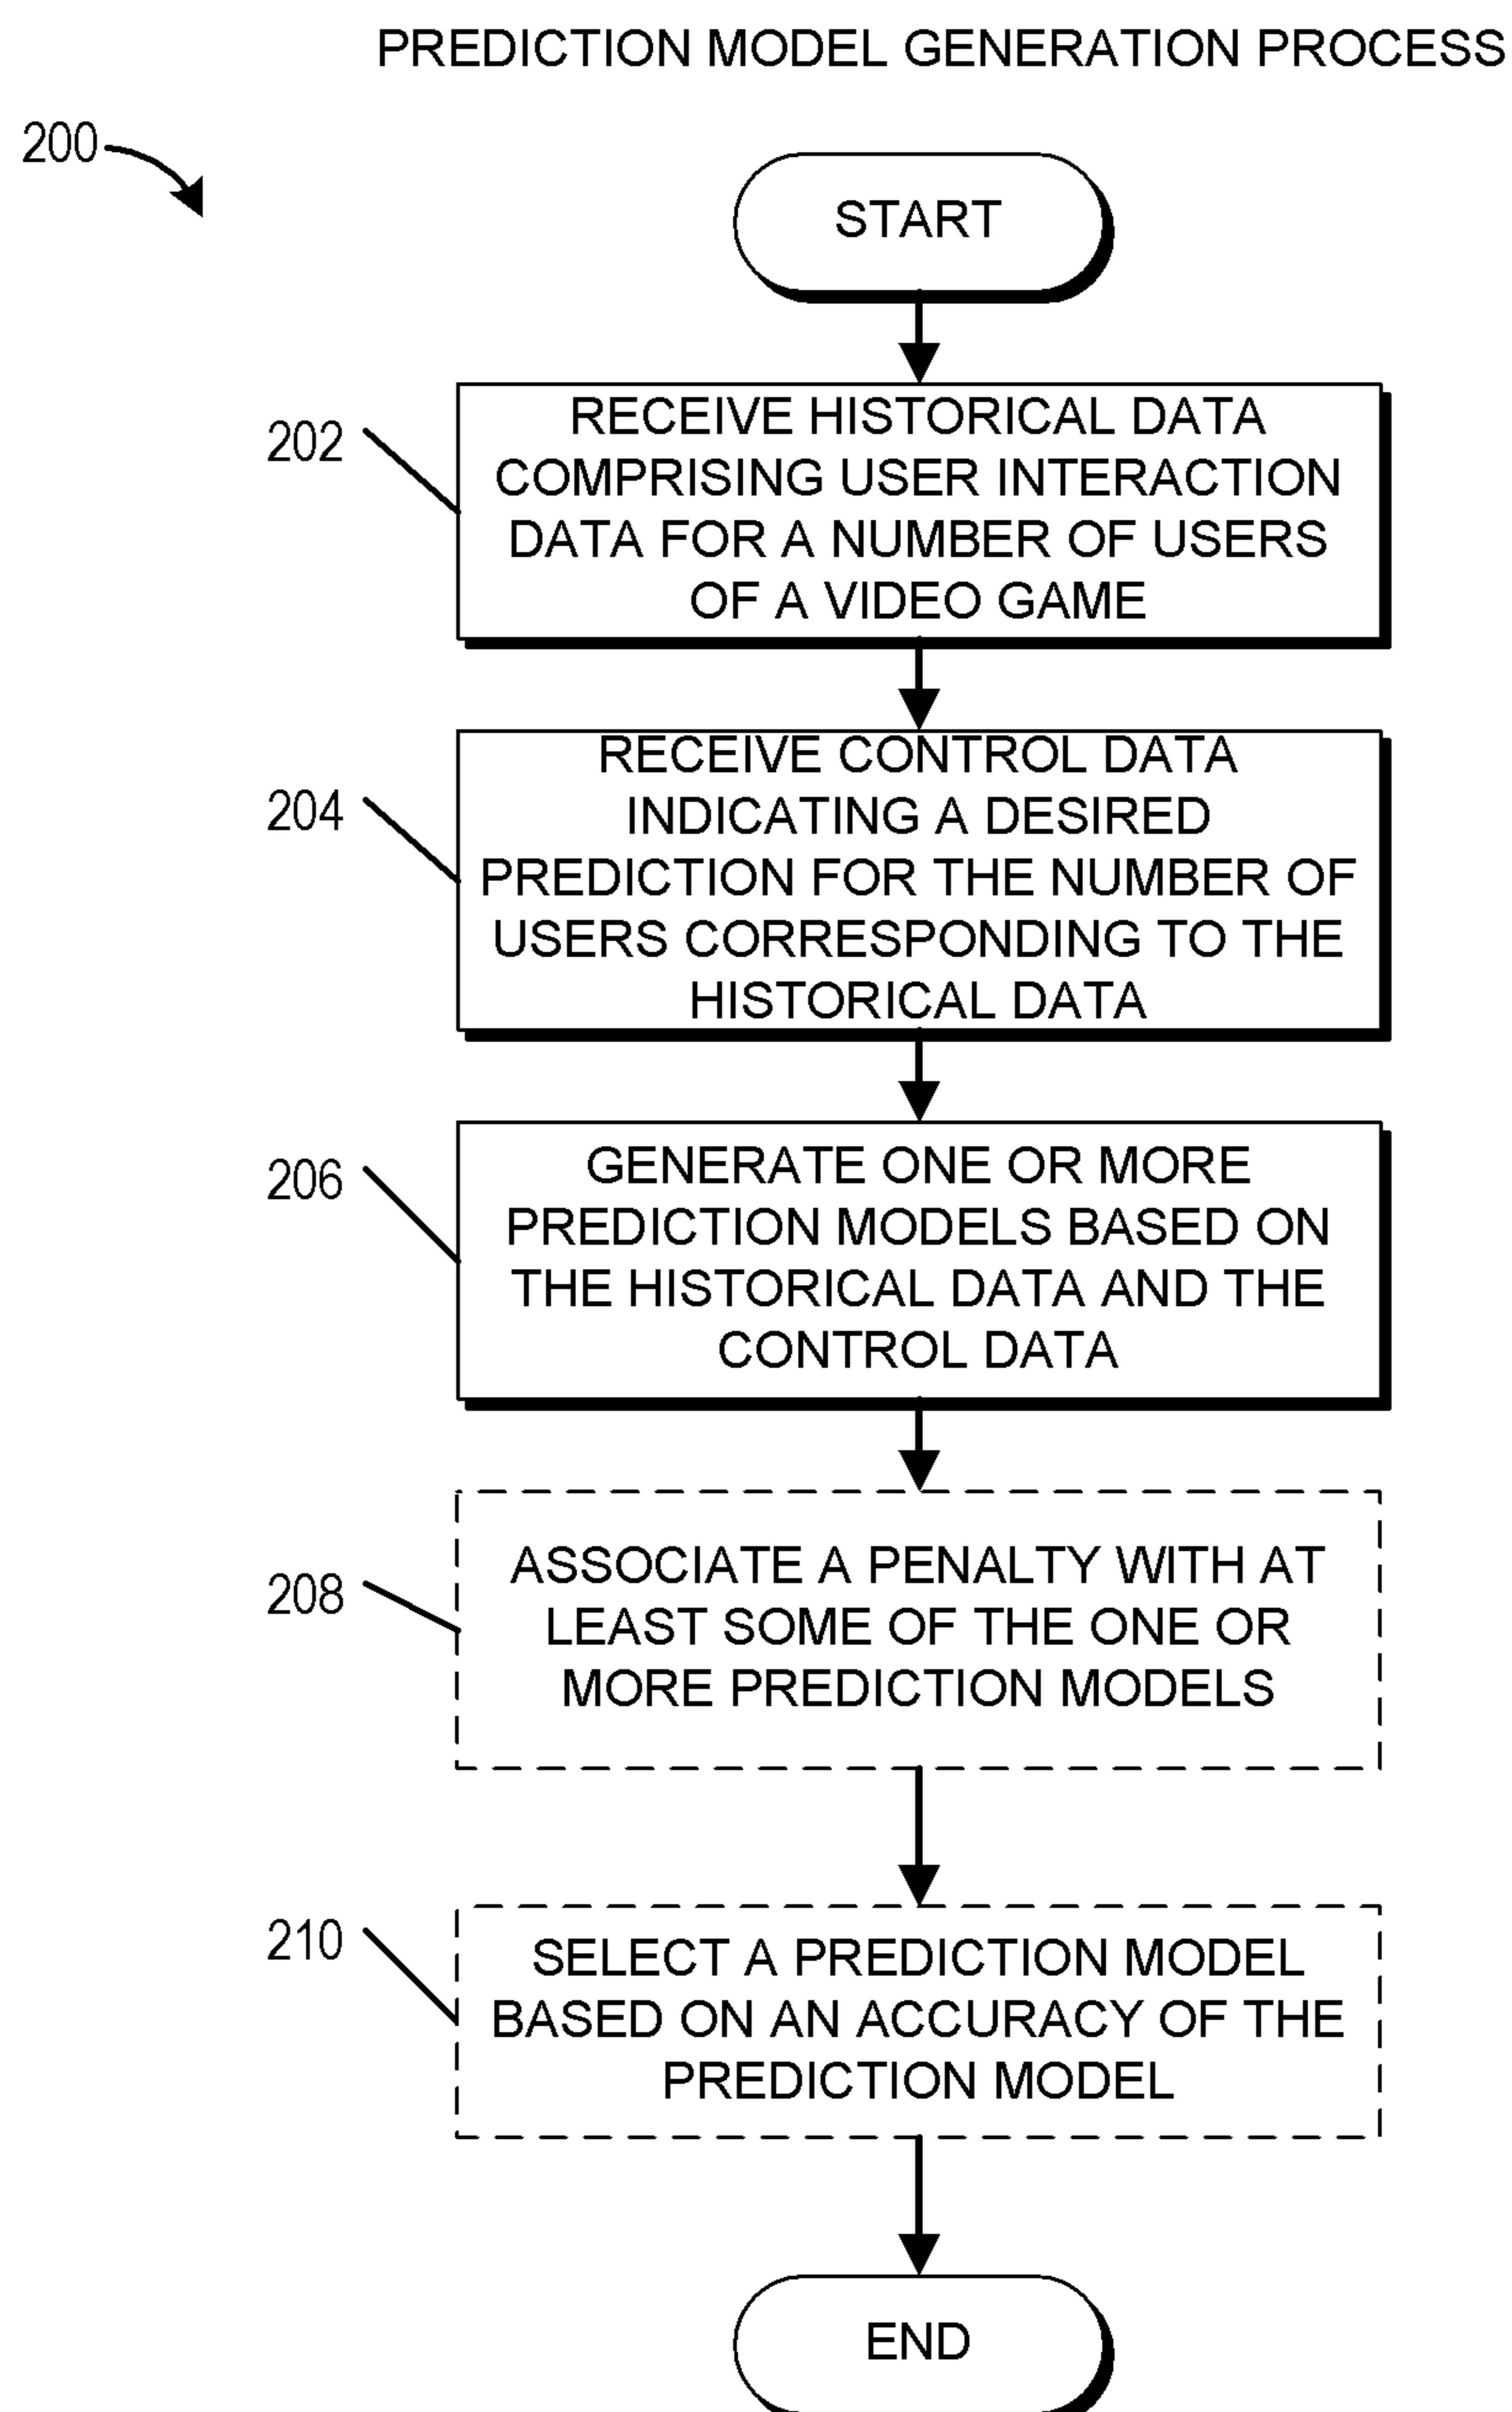 PREDICTION MODEL GENERATION PROCESS
200
START
202
RECEIVE HISTORICAL DATA
COMPRISING USER INTERACTION
DATA FOR A NUMBER OF USERS
OF A VIDEO GAME
204
RECEIVE CONTROL DATA
INDICATING A DESIRED
PREDICTION FOR THE NUMBER OF
USERS CORRESPONDING TO THE
HISTORICAL DATA
206
GENERATE ONE OR MORE
PREDICTION MODELS BASED ON
THE HISTORICAL DATA AND THE
CONTROL DATA
208
ASSOCIATE A PENALTY WITH AT
LEAST SOME OF THE ONE OR
MORE PREDICTION MODELS
210
SELECT A PREDICTION MODEL
BASED ON AN ACCURACY OF THE
PREDICTION MODEL
END